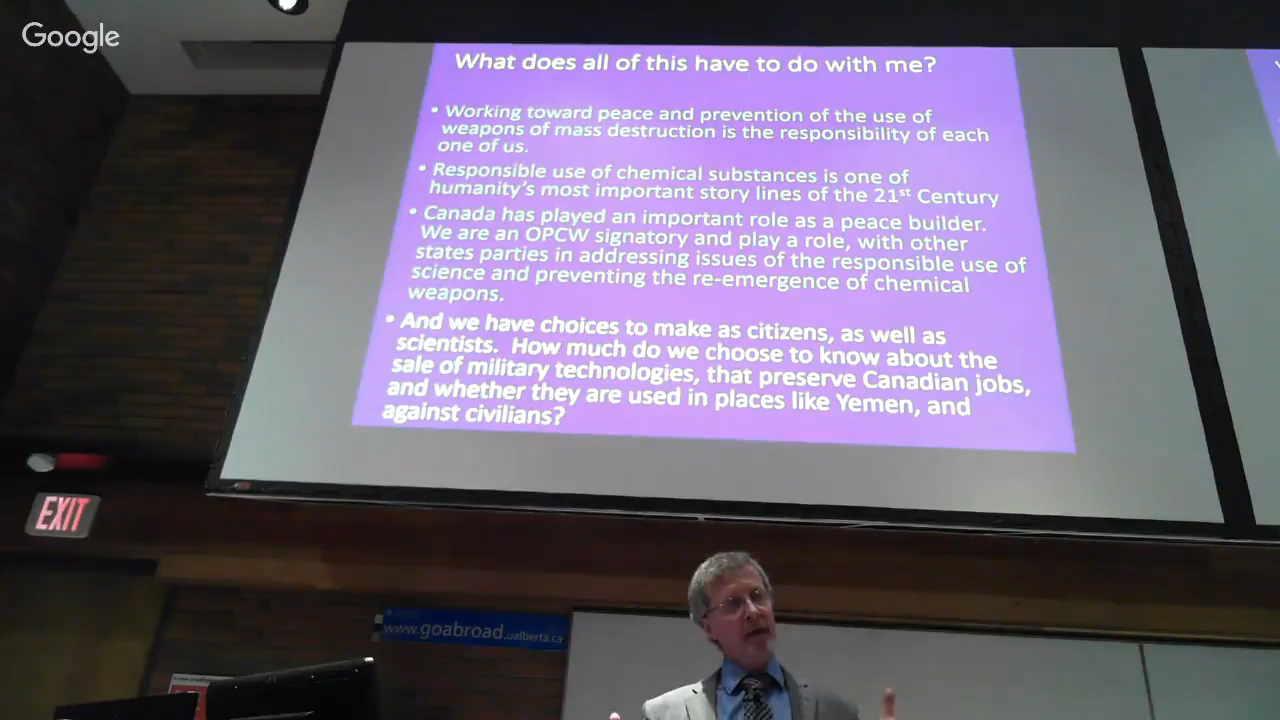 Google
What does all of this have to do with me?
• Working toward peace and prevention of the use of
weapons of mass destruction is the responsibility of each
one of us.
• Responsible use of chemical substances is one of
humanity's most important story lines of the 21st Century
• Canada has played an important role as a peace builder.
We are an OPCW signatory and play a role, with other
states parties in addressing issues of the responsible use of
science and preventing the re-emergence of chemical
weapons.
• And we have choices to make as citizens, as well as
scientists. How much do we choose to know about the
sale of military technologies, that preserve Canadian jobs,
and whether they are used in places like Yemen, and
against civilians?
EXIT
www.goabroad.ualberta.ca